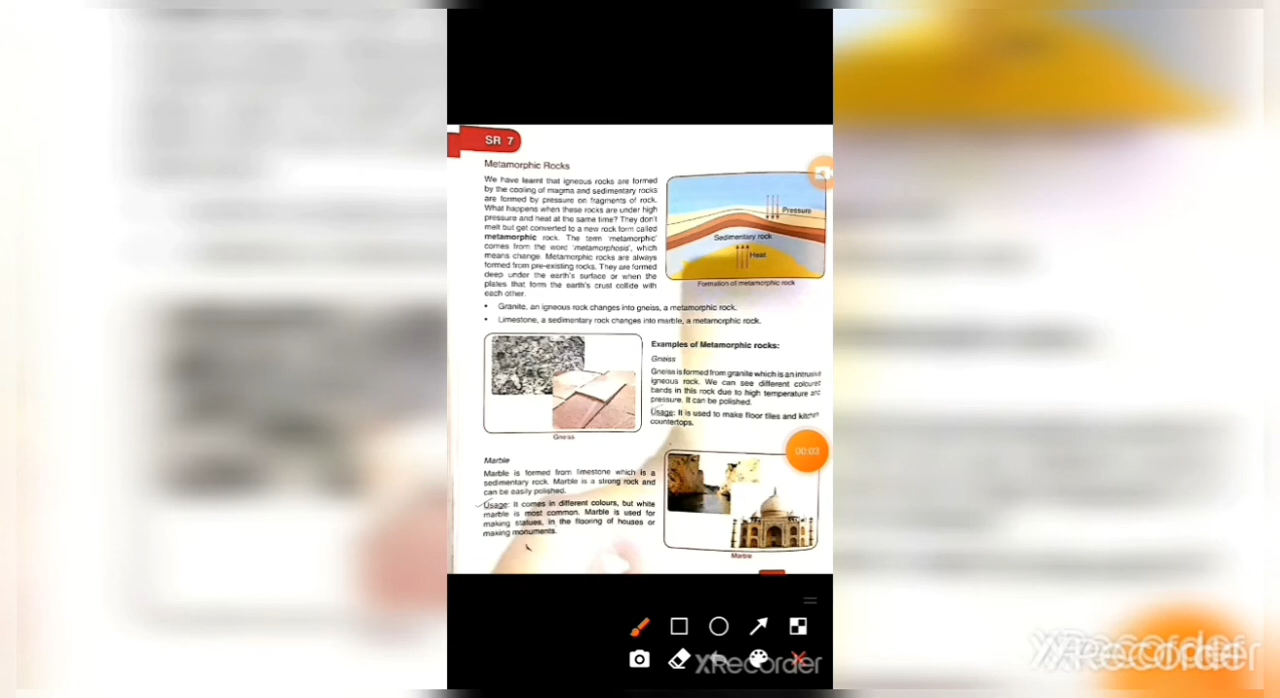 SR 7
Metamorphic Rocks
We have learnt that igneous rocks are formed
by the cooling of magma and sedimentary rocks
are formed by pressure on fragments of rock.
What happens when these rocks are under high
pressure and heat at the same time? They don't
melt but get converted to a new rock form called
metamorphic rock. The term 'metamorphic'
comes from the word 'metamorphosis', which
means change. Metamorphic rocks are always
formed from pre-existing rocks. They are formed
deep under the earth's surface or when the
plates that form the earth's crust collide with
each other.
Pressure
Sedimentary rock
Heat
Formation of metamorphic rock
• Granite, an igneous rock changes into gneiss, a metamorphic rock.
• Limestone, a sedimentary rock changes into marble, a metamorphic rock.
Gneiss
Examples of Metamorphic rocks:
Gneiss
Gneiss is formed from granite which is an intrusive
igneous rock. We can see different coloured
bands in this rock due to high temperature and
pressure. It can be polished.
Usage: It is used to make floor tiles and kitchen
countertops.
00:03
Marble
Marble is formed from limestone which is a
sedimentary rock. Marble is a strong rock and
can be easily polished.
Usage: It comes in different colours, but white
marble is most common. Marble is used for
making statues, in the flooring of houses or
making monuments.
Marble
XRecorder
XRecorder